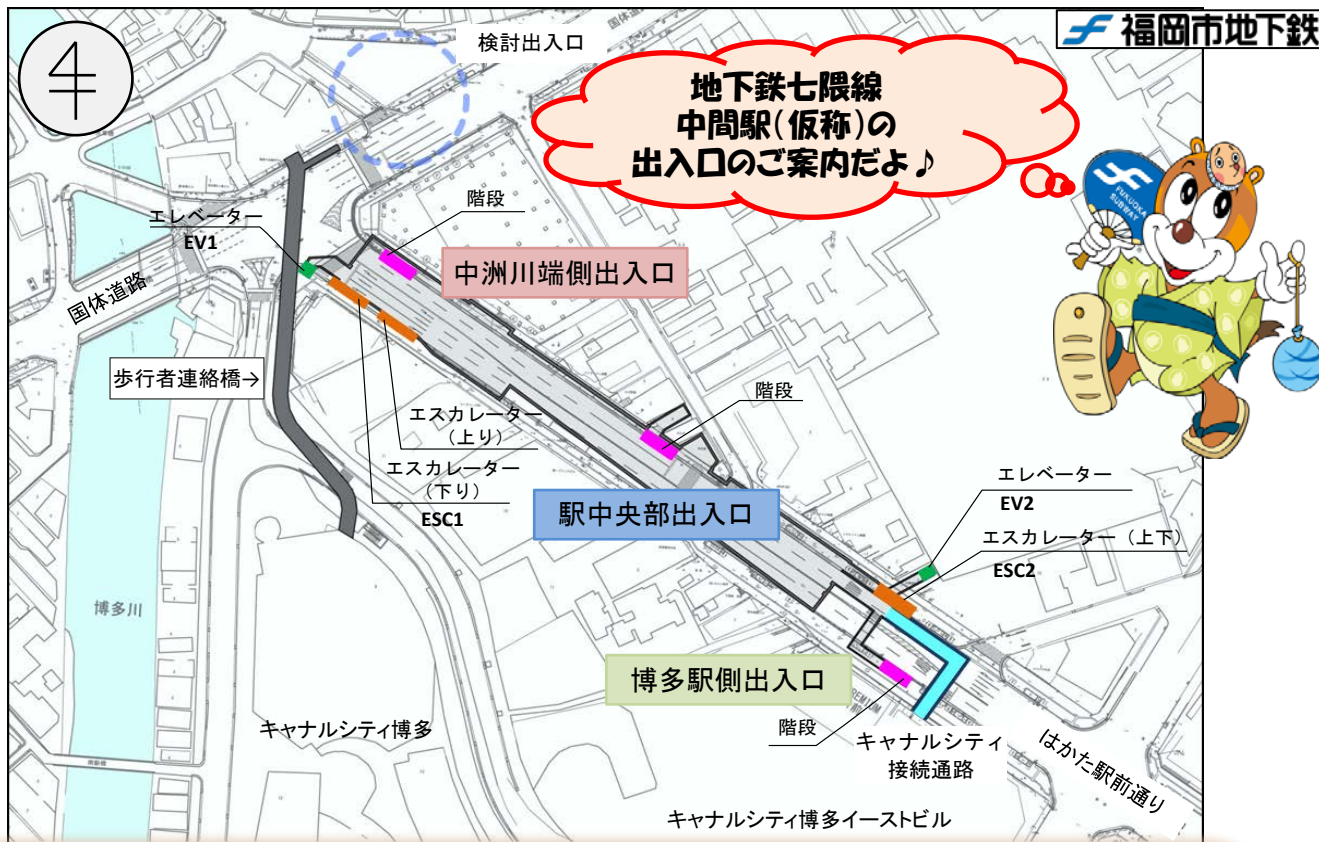 福岡市地下鉄
検討出入口
地下鉄七隈線
中間駅(仮称)の
出入口のご案内だよ♪
FUKUOKA
SUBWAY
エレベーター
EV1
階段
中洲川端側出入口
国体道路
歩行者連絡橋→
エスカレーター
(上り)
エスカレーター
(下り)
ESC1
階段
駅中央部出入口
エレベーター
EV2
エスカレーター(上下)
ESC2
博多川
博多駅側出入口
階段
キャナルシティ
接続通路
キャナルシティ博多
はかた駅前通り
キャナルシティ博多イーストビル